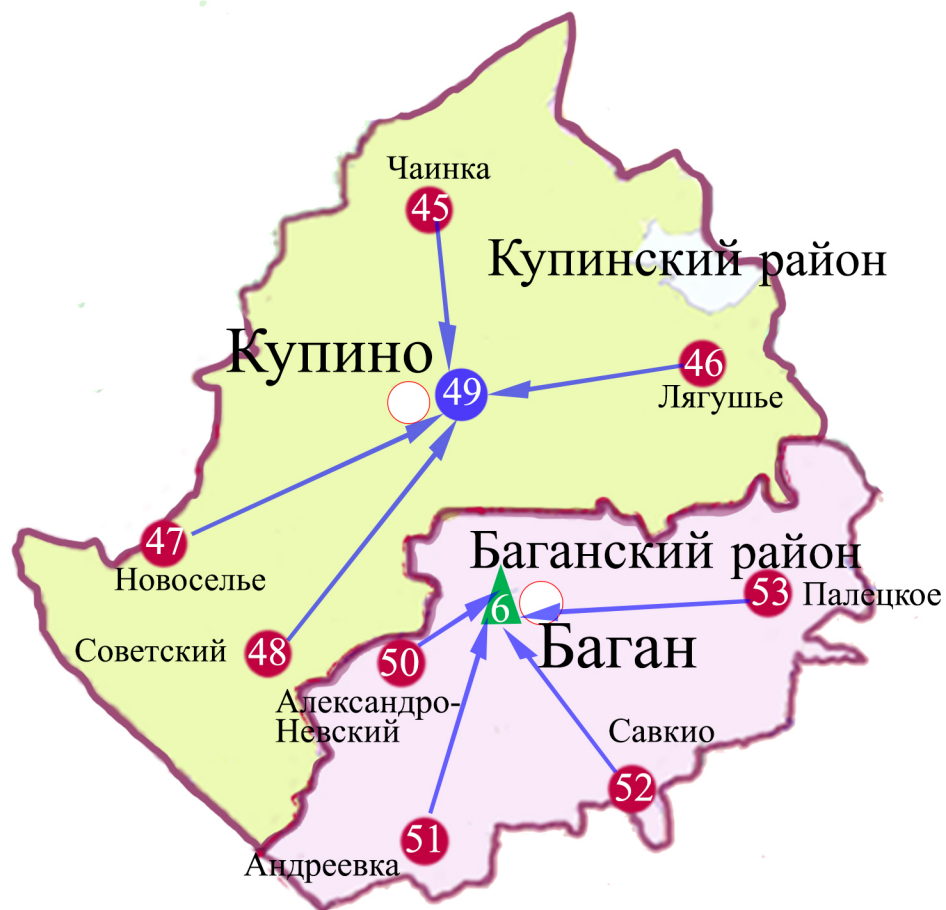 Чаинка
45
Купинский район
Купино
49
46
Лягушье
47
Новоселье
Советский
48
Баганский район
6
53
Палецкое
Баган
50
Александро-
Невский
Савкио
52
51
Андреевка